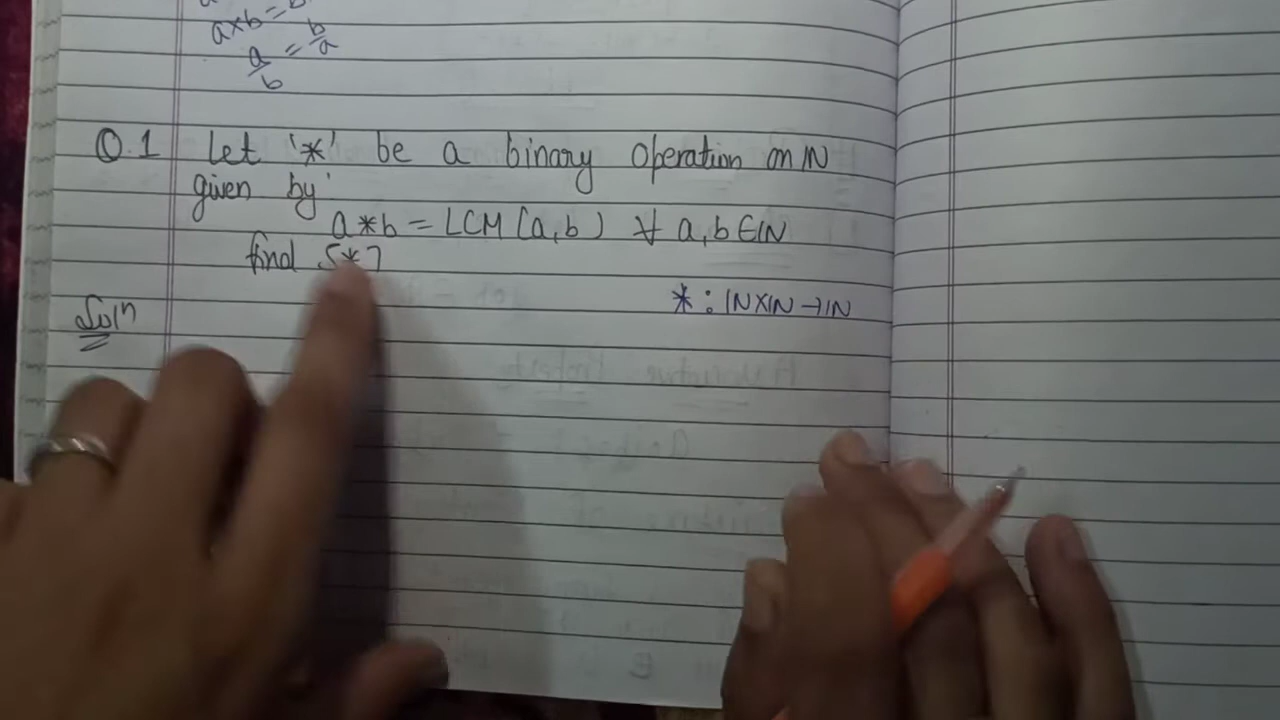 a×b=b
a/b = b/a
Q.1 Let '*' be a binary operation on ℕ
given by
a*b = LCM (a,b) ∀ a,b ∈ ℕ
find 5*7
* : ℕ×ℕ→ℕ
Soln